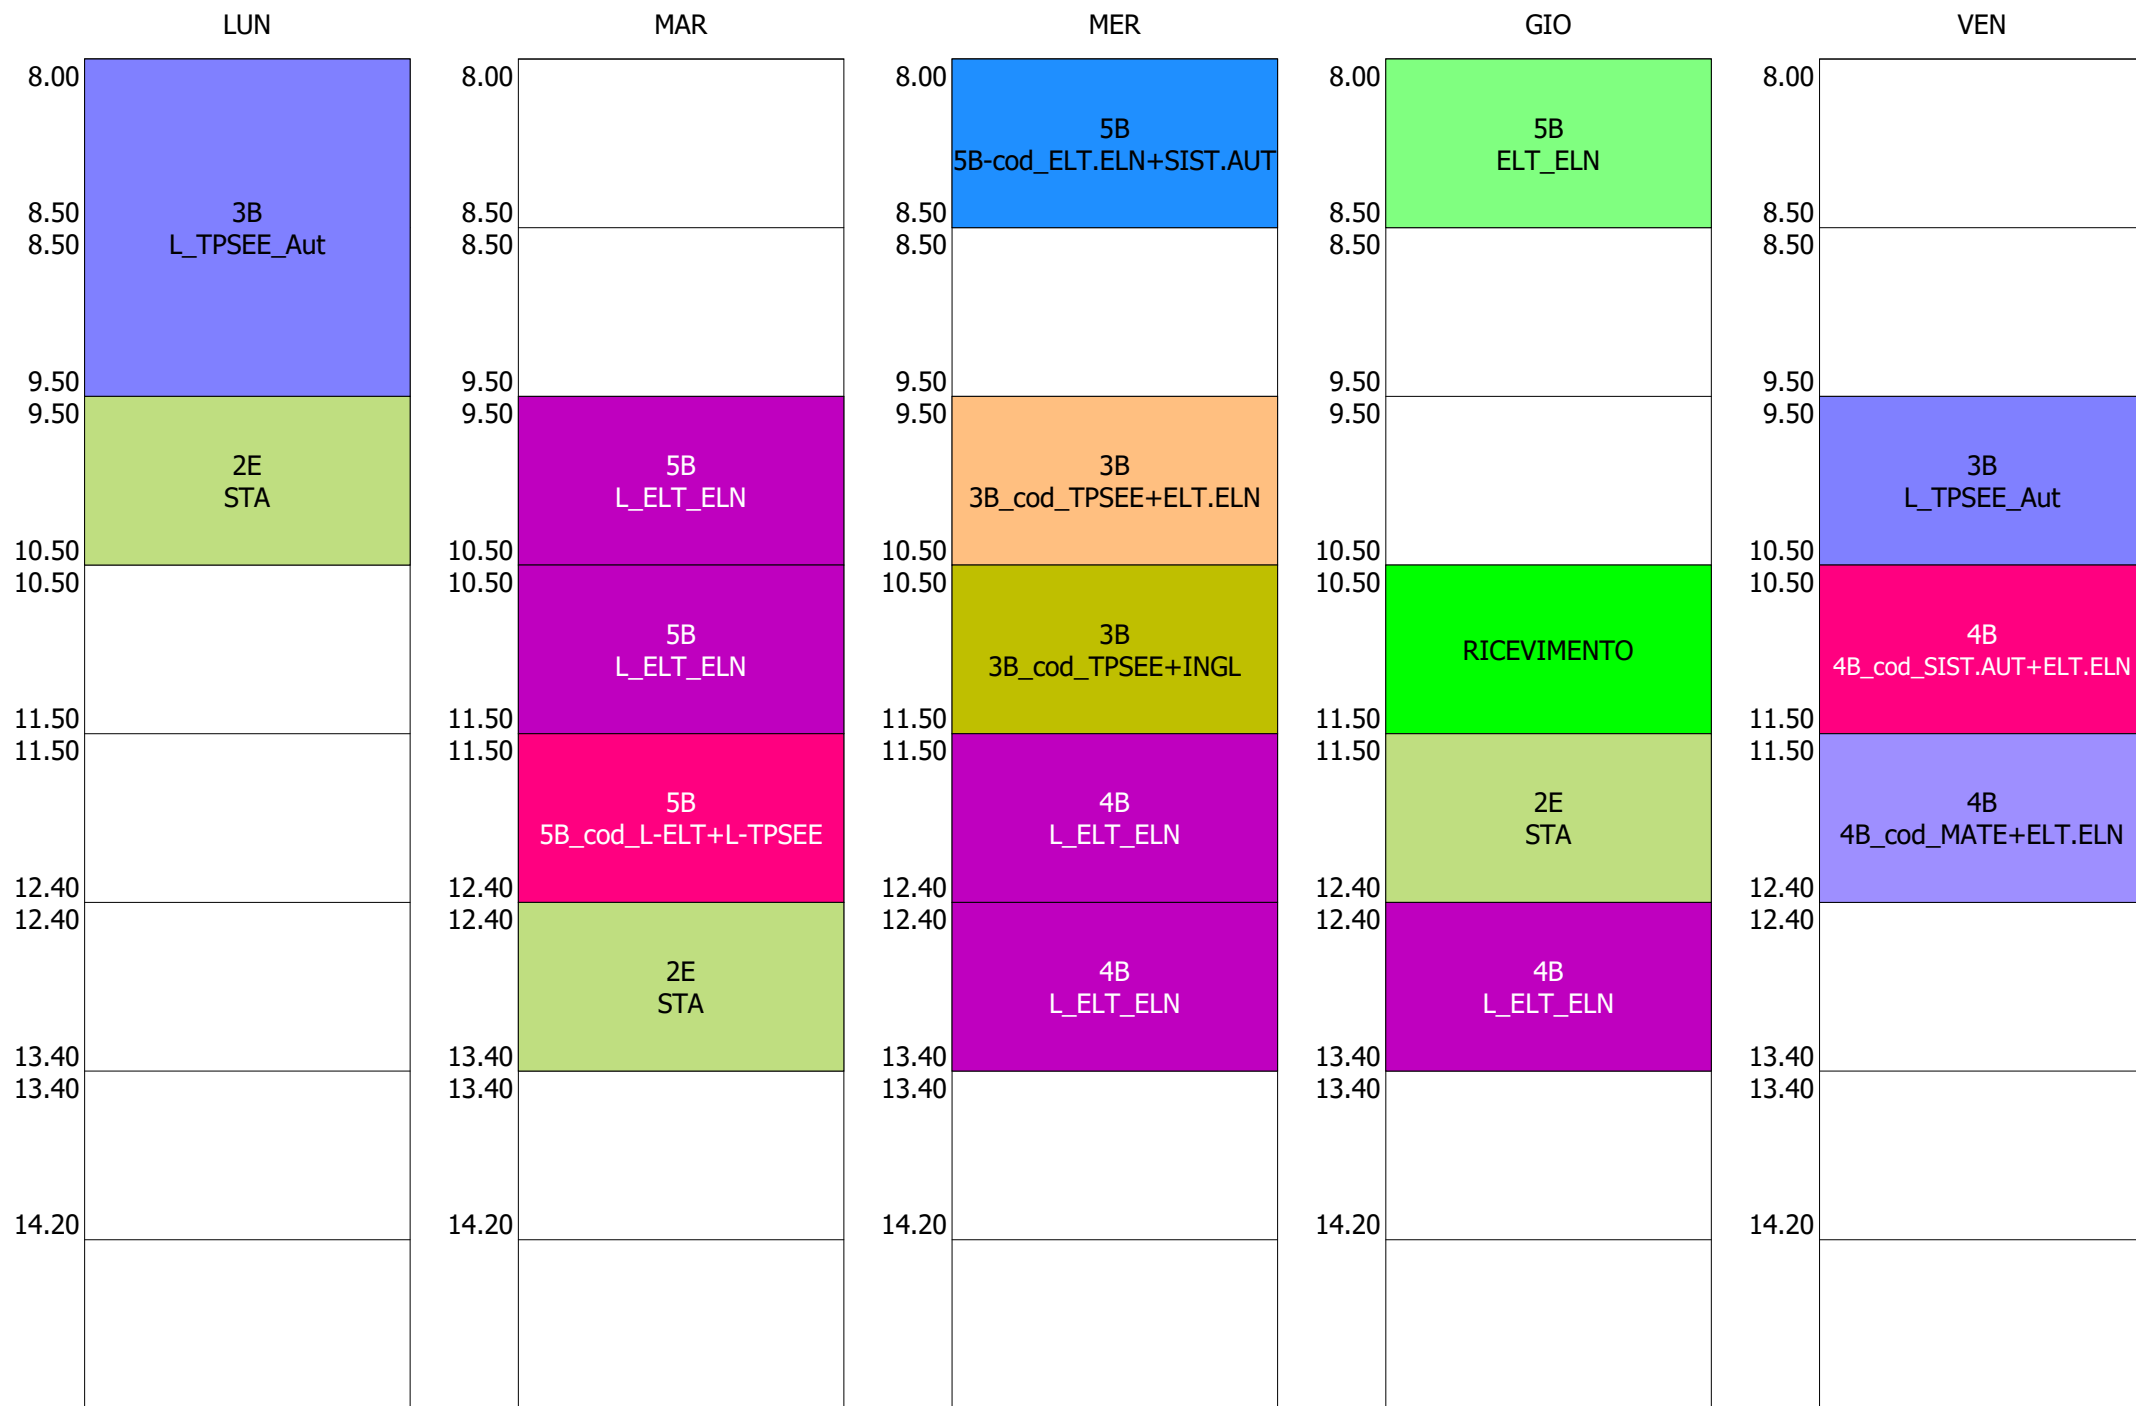 LUN
8.00
8.50
8.50
9.50
9.50
10.50
10.50
11.50
11.50
12.40
12.40
13.40
13.40
14.20
3B
L_TPSEE_Aut
2E
STA
MAR
8.00
8.50
8.50
9.50
9.50
10.50
10.50
11.50
11.50
12.40
12.40
13.40
13.40
14.20
5B
L_ELT_ELN
5B
L_ELT_ELN
5B
5B_cod_L-ELT+L-TPSEE
2E
STA
MER
8.00
8.50
8.50
9.50
9.50
10.50
10.50
11.50
11.50
12.40
12.40
13.40
13.40
14.20
5B
5B-cod_ELT.ELN+SIST.AUT
3B
3B_cod_TPSEE+ELT.ELN
3B
3B_cod_TPSEE+INGL
4B
L_ELT_ELN
4B
L_ELT_ELN
GIO
8.00
8.50
8.50
9.50
9.50
10.50
10.50
11.50
11.50
12.40
12.40
13.40
13.40
14.20
5B
ELT_ELN
RICEVIMENTO
2E
STA
4B
L_ELT_ELN
VEN
8.00
8.50
8.50
9.50
9.50
10.50
10.50
11.50
11.50
12.40
12.40
13.40
13.40
14.20
3B
L_TPSEE_Aut
4B
4B_cod_SIST.AUT+ELT.ELN
4B
4B_cod_MATE+ELT.ELN